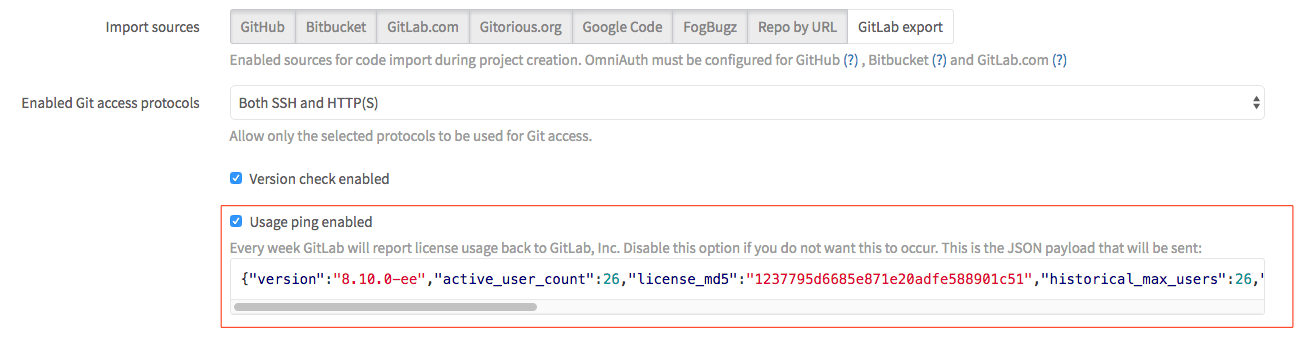 Import sources GitHub Bitbucket GitLab.com Gitorious.org Google Code FogBugz Repo by URL GitLab export
Enabled sources for code import during project creation. OmniAuth must be configured for GitHub (?) , Bitbucket (?) and GitLab.com (?)
Enabled Git access protocols Both SSH and HTTP(S)
Allow only the selected protocols to be used for Git access.
Version check enabled
Usage ping enabled
Every week GitLab will report license usage back to GitLab, Inc. Disable this option if you do not want this to occur. This is the JSON payload that will be sent:
{"version":"8.10.0-ee","active_user_count":26,"license_md5":"1237795d6685e871e20adfe588901c51","historical_max_users":26,"